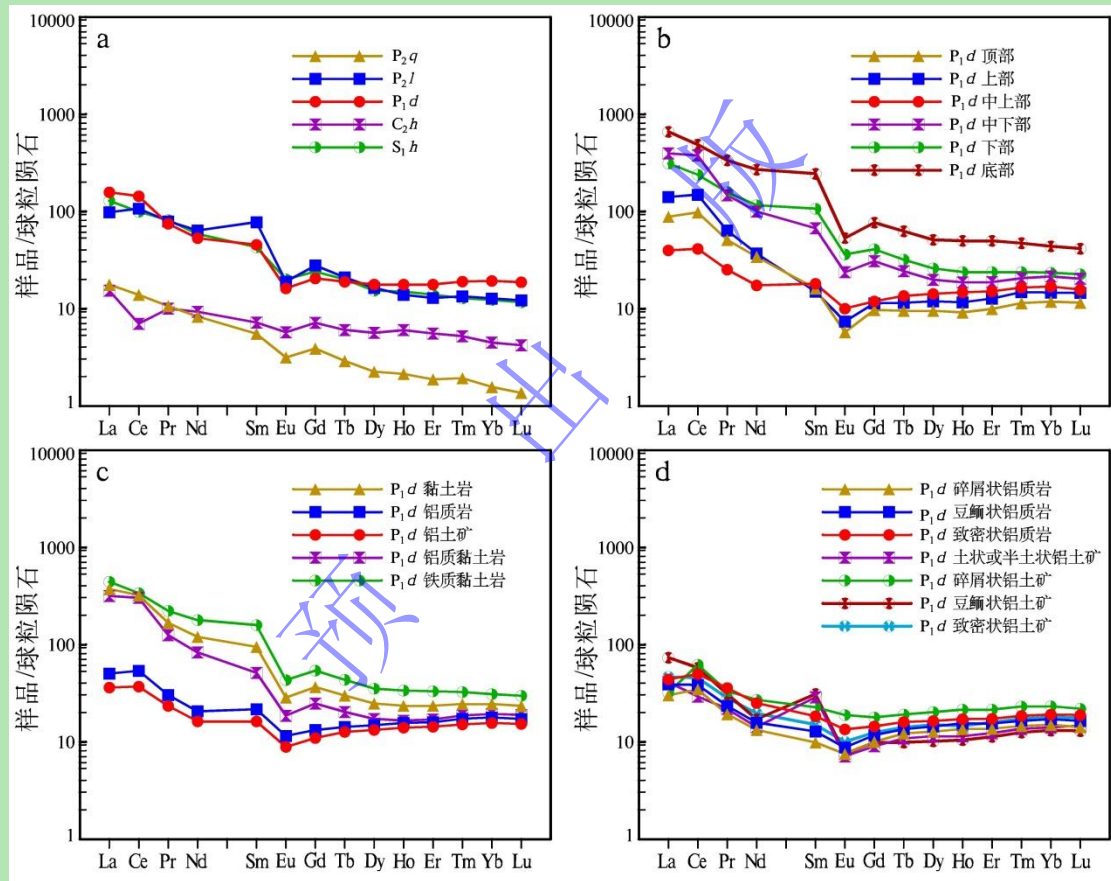 a
10000
1000
100
10
1
样品/球粒陨石
P₂q
P₂l
P₁d
C₂h
S₁h
La Ce Pr Nd Sm Eu Gd Tb Dy Ho Er Tm Yb Lu
b
10000
1000
100
10
1
样品/球粒陨石
P₁d 顶部
P₁d 上部
P₁d 中上部
P₁d 中下部
P₁d 下部
P₁d 底部
La Ce Pr Nd Sm Eu Gd Tb Dy Ho Er Tm Yb Lu
c
10000
1000
100
10
1
样品/球粒陨石
P₁d 黏土岩
P₁d 铝质岩
P₁d 铝土矿
P₁d 铝质黏土岩
P₁d 铁质黏土岩
La Ce Pr Nd Sm Eu Gd Tb Dy Ho Er Tm Yb Lu
d
10000
1000
100
10
1
样品/球粒陨石
P₁d 碎屑状铝质岩
P₁d 豆鲕状铝质岩
P₁d 致密状铝质岩
P₁d 土状或半土状铝土矿
P₁d 碎屑状铝土矿
P₁d 豆鲕状铝土矿
P₁d 致密状铝土矿
La Ce Pr Nd Sm Eu Gd Tb Dy Ho Er Tm Yb Lu
预出版